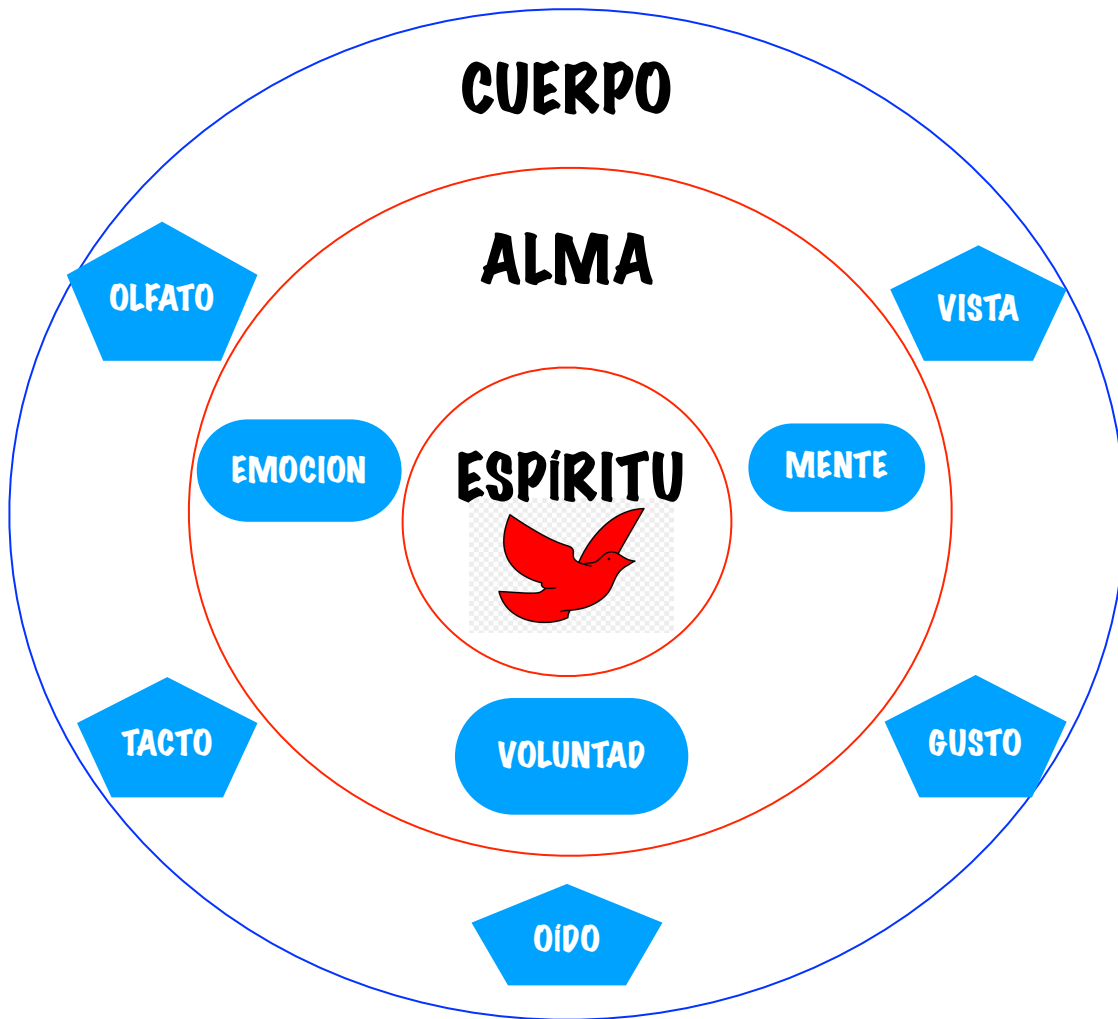 CUERPO
ALMA
OLFATO
VISTA
EMOCION
ESPÍRITU
MENTE
TACTO
VOLUNTAD
GUSTO
OÍDO